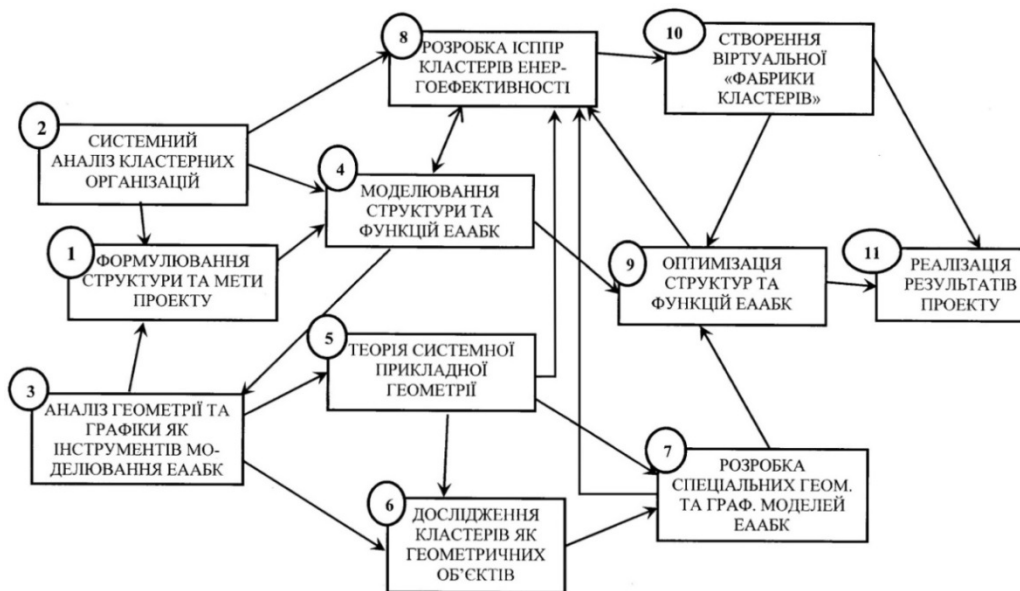 8
РОЗРОБКА ІСППР
КЛАСТЕРІВ ЕНЕР-
ГОЕФЕКТИВНОСТІ
10
СТВОРЕННЯ
ВІРТУАЛЬНОЇ
«ФАБРИКИ
КЛАСТЕРІВ»
2
СИСТЕМНИЙ
АНАЛІЗ КЛАСТЕРНИХ
ОРГАНІЗАЦІЙ
4
МОДЕЛЮВАННЯ
СТРУКТУРИ ТА
ФУНКЦІЙ ЕААБК
1
ФОРМУЛЮВАННЯ
СТРУКТУРИ ТА МЕТИ
ПРОЕКТУ
9
ОПТИМІЗАЦІЯ
СТРУКТУР ТА
ФУНКЦІЙ ЕААБК
11
РЕАЛІЗАЦІЯ
РЕЗУЛЬТАТІВ
ПРОЕКТУ
5
ТЕОРІЯ СИСТЕМНОЇ
ПРИКЛАДНОЇ
ГЕОМЕТРІЇ
3
АНАЛІЗ ГЕОМЕТРІЇ ТА
ГРАФІКИ ЯК
ІНСТРУМЕНТІВ МО-
ДЕЛЮВАННЯ ЕААБК
7
РОЗРОБКА
СПЕЦІАЛЬНИХ ГЕОМ.
ТА ГРАФ. МОДЕЛЕЙ
ЕААБК
6
ДОСЛІДЖЕННЯ
КЛАСТЕРІВ ЯК
ГЕОМЕТРИЧНИХ
ОБ’ЄКТІВ